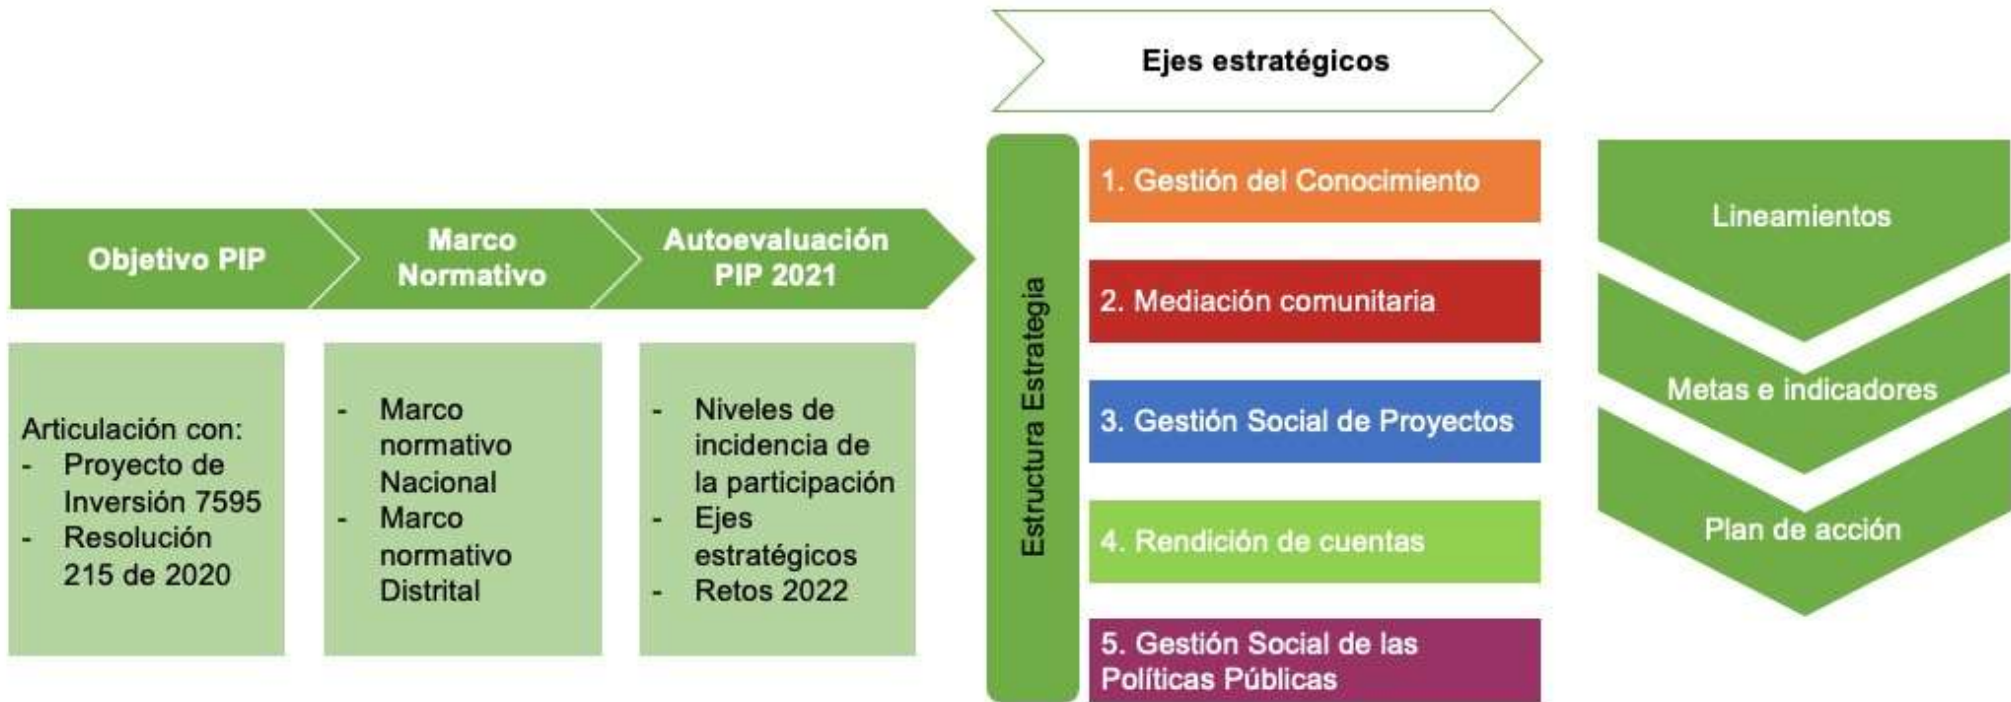 Ejes estratégicos
Objetivo PIP
Marco
Normativo
Autoevaluación
PIP 2021
Articulación con:
- Proyecto de
Inversión 7595
- Resolución
215 de 2020
- Marco
normativo
Nacional
- Marco
normativo
Distrital
- Niveles de
incidencia de
la participación
- Ejes
estratégicos
- Retos 2022
Estructura Estrategia
1. Gestión del Conocimiento
2. Mediación comunitaria
3. Gestión Social de Proyectos
4. Rendición de cuentas
5. Gestión Social de las
Políticas Públicas
Lineamientos
Metas e indicadores
Plan de acción